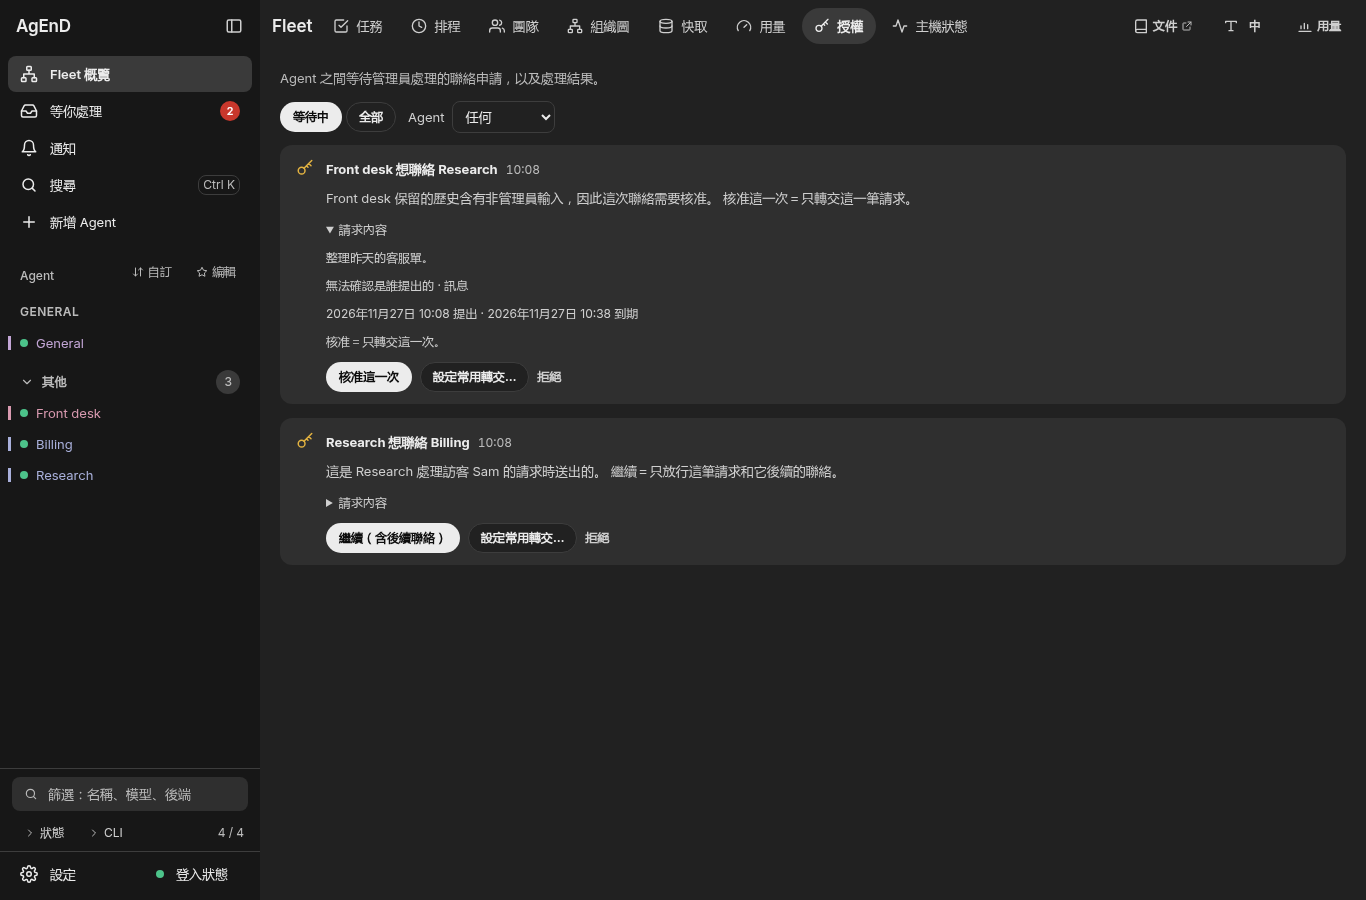 AgEnD
Fleet 概覽
等你處理 2
通知
搜尋 Ctrl K
新增 Agent
Agent 自訂 編輯
GENERAL
General
其他 3
Front desk
Billing
Research
篩選：名稱、模型、後端
狀態 CLI 4 / 4
設定 登入狀態
Fleet 任務 排程 團隊 組織圖 快取 用量 授權 主機狀態 文件 中 用量
Agent 之間等待管理員處理的聯絡申請，以及處理結果。
等待中 全部 Agent 任何
Front desk 想聯絡 Research 10:08
Front desk 保留的歷史含有非管理員輸入，因此這次聯絡需要核准。 核准這一次＝只轉交這一筆請求。
請求內容
整理昨天的客服單。
無法確認是誰提出的 · 訊息
2026年11月27日 10:08 提出 · 2026年11月27日 10:38 到期
核准＝只轉交這一次。
核准這一次 設定常用轉交… 拒絕
Research 想聯絡 Billing 10:08
這是 Research 處理訪客 Sam 的請求時送出的。 繼續＝只放行這筆請求和它後續的聯絡。
請求內容
繼續（含後續聯絡） 設定常用轉交… 拒絕